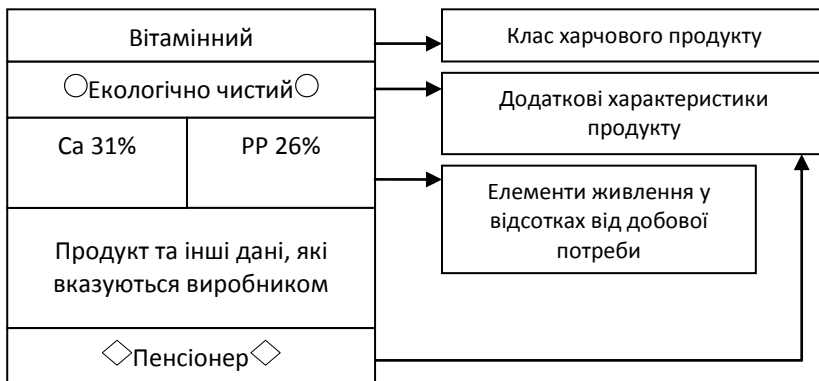 Вітамінний
Екологічно чистий
Са 31%
РР 26%
Продукт та інші дані, які
вказуються виробником
Пенсіонер
Клас харчового продукту
Додаткові характеристики
продукту
Елементи живлення у
відсотках від добової
потреби